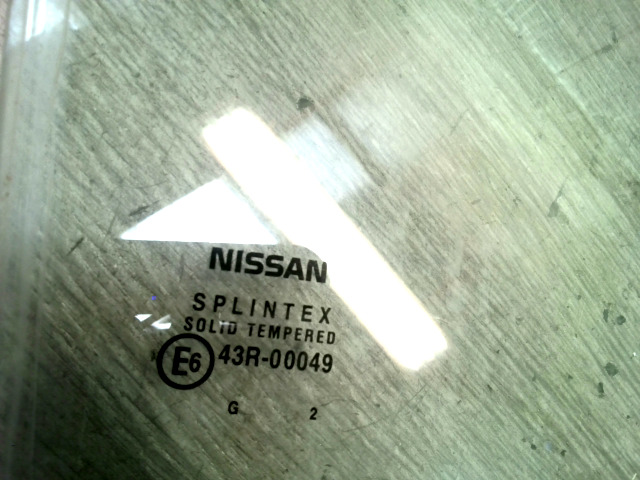 NISSAN
SPLINTEX
SOLID TEMPERED
E6 43R-00049
G 2